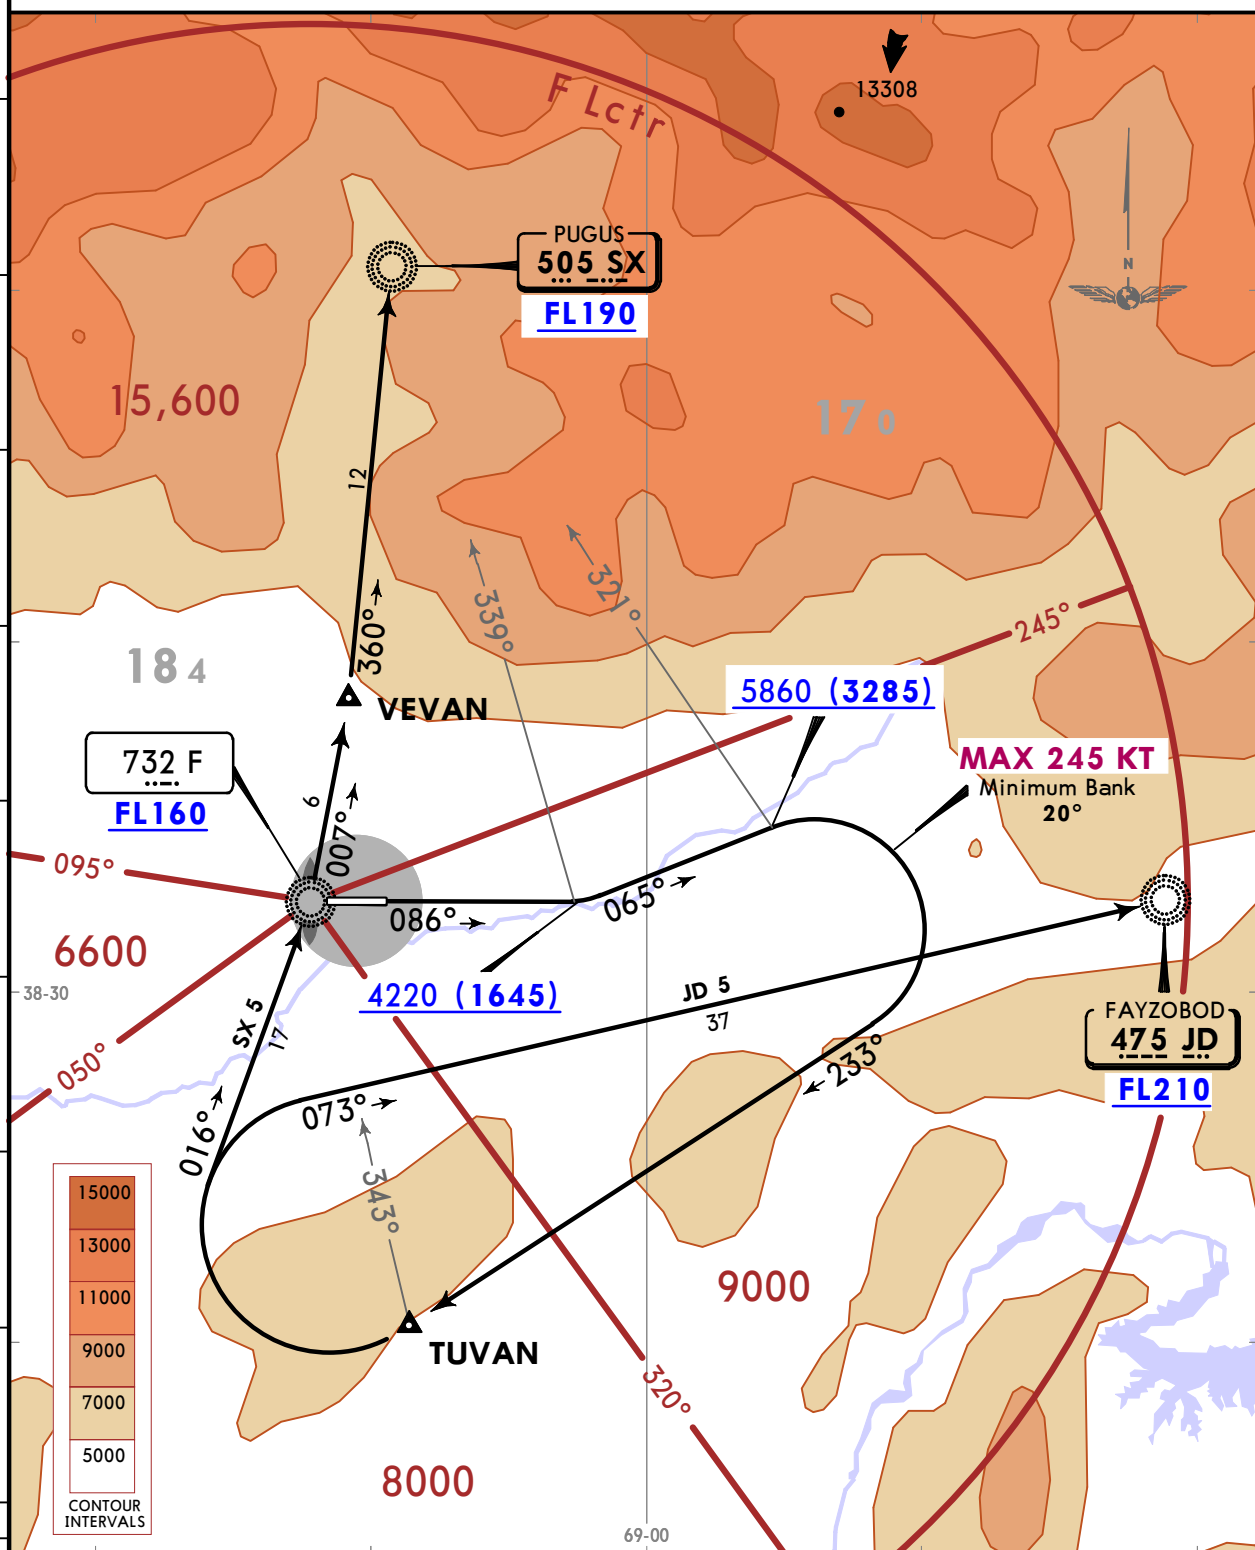 13308
F Lctr
PUGUS
505 SX
FL190
N
15,600
17 0
12
321°
339°
360°
245°
18 4
VEVAN
5860 (3285)
732 F
FL160
MAX 245 KT
Minimum Bank
20°
6
007°
095°
065°
086°
6600
4220 (1645)
JD 5
37
38-30
SX 5
17
FAYZOBOD
475 JD
FL210
050°
233°
073°
016°
343°
15000
13000
11000
9000
7000
5000
CONTOUR
INTERVALS
9000
TUVAN
320°
8000
69-00